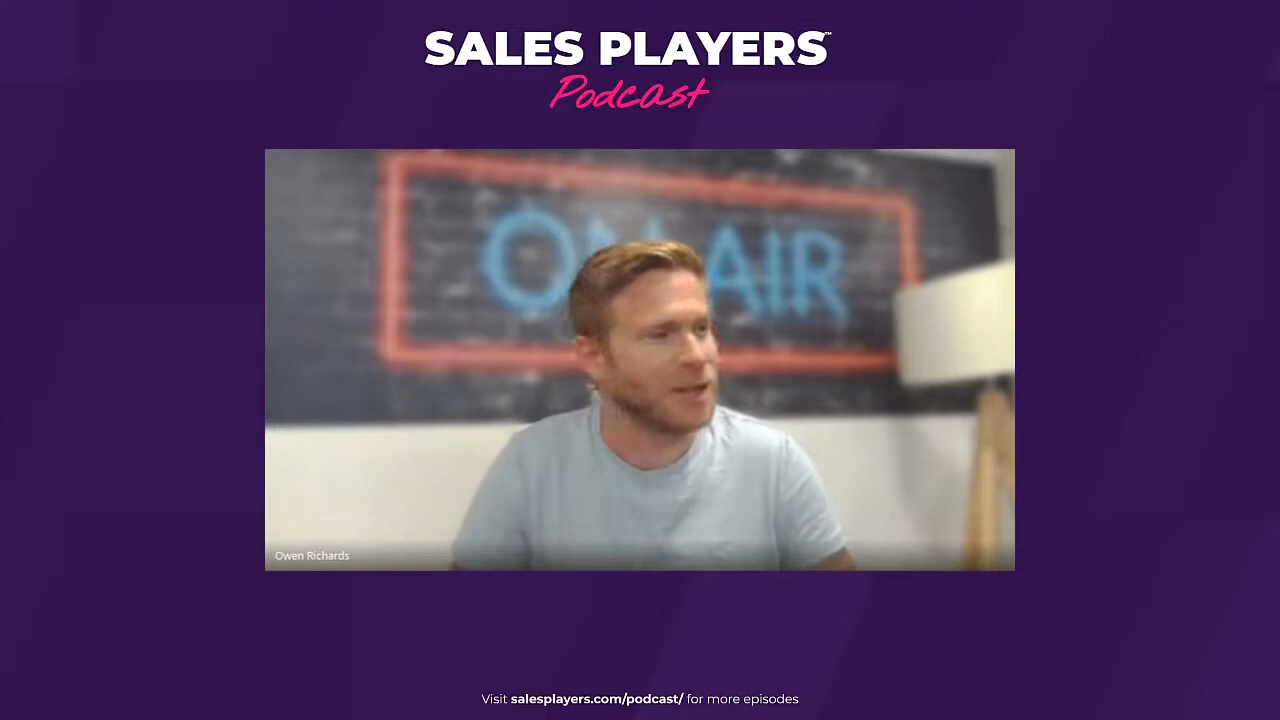 SALES PLAYERS™
Podcast
ON AIR
Owen Richards
Visit salesplayers.com/podcast/ for more episodes